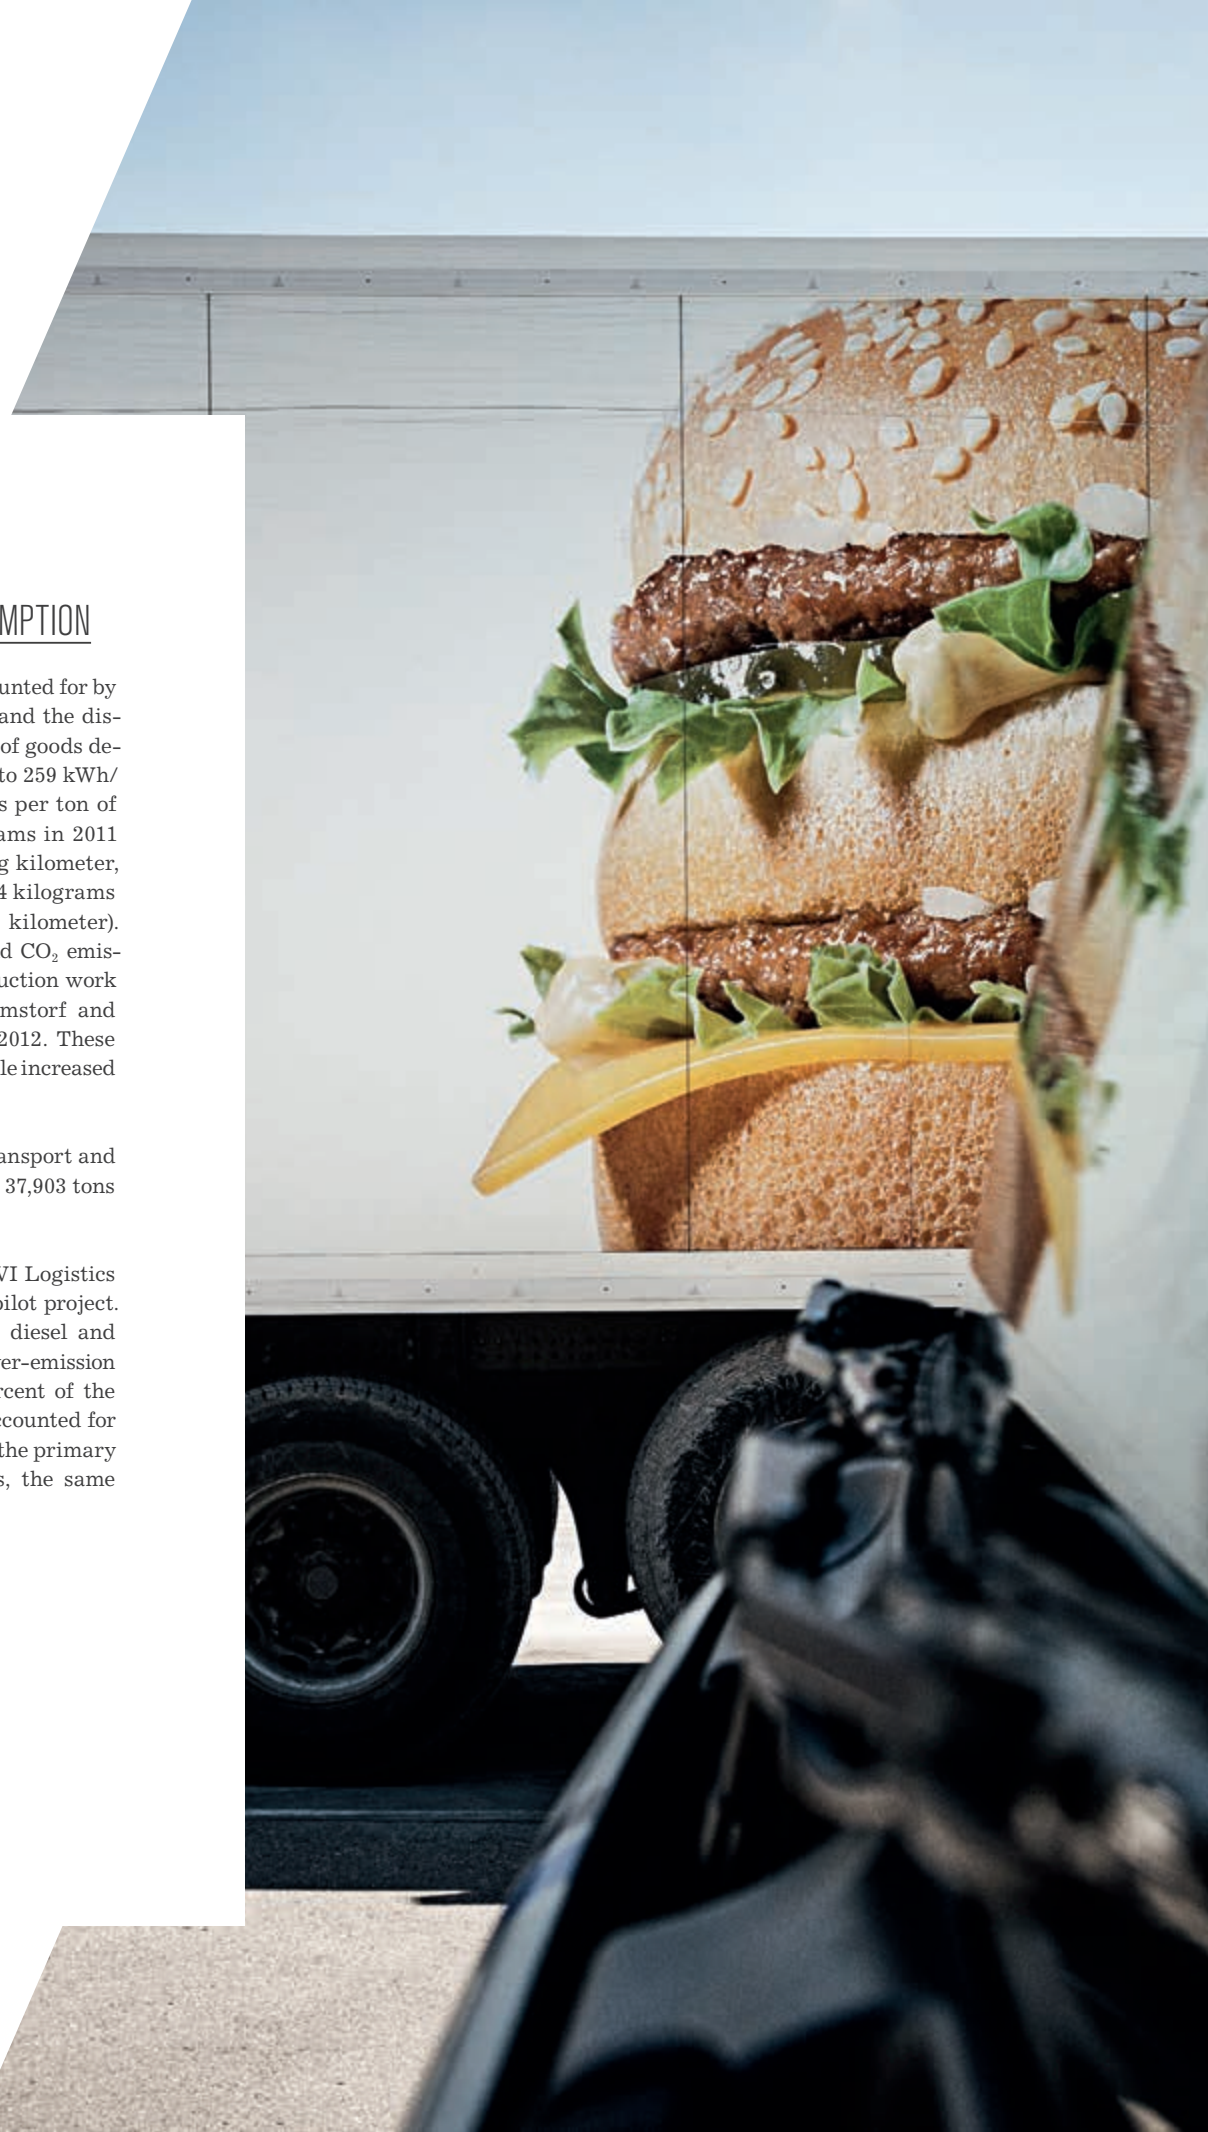 MPTION
unted for by
and the dis-
of goods de-
to 259 kWh/
s per ton of
ams in 2011
g kilometer,
4 kilograms
kilometer).
d CO₂ emis-
uction work
mstorf and
2012. These
le increased
ansport and
37,903 tons
VI Logistics
pilot project.
diesel and
er-emission
rcent of the
ccounted for
the primary
s, the same